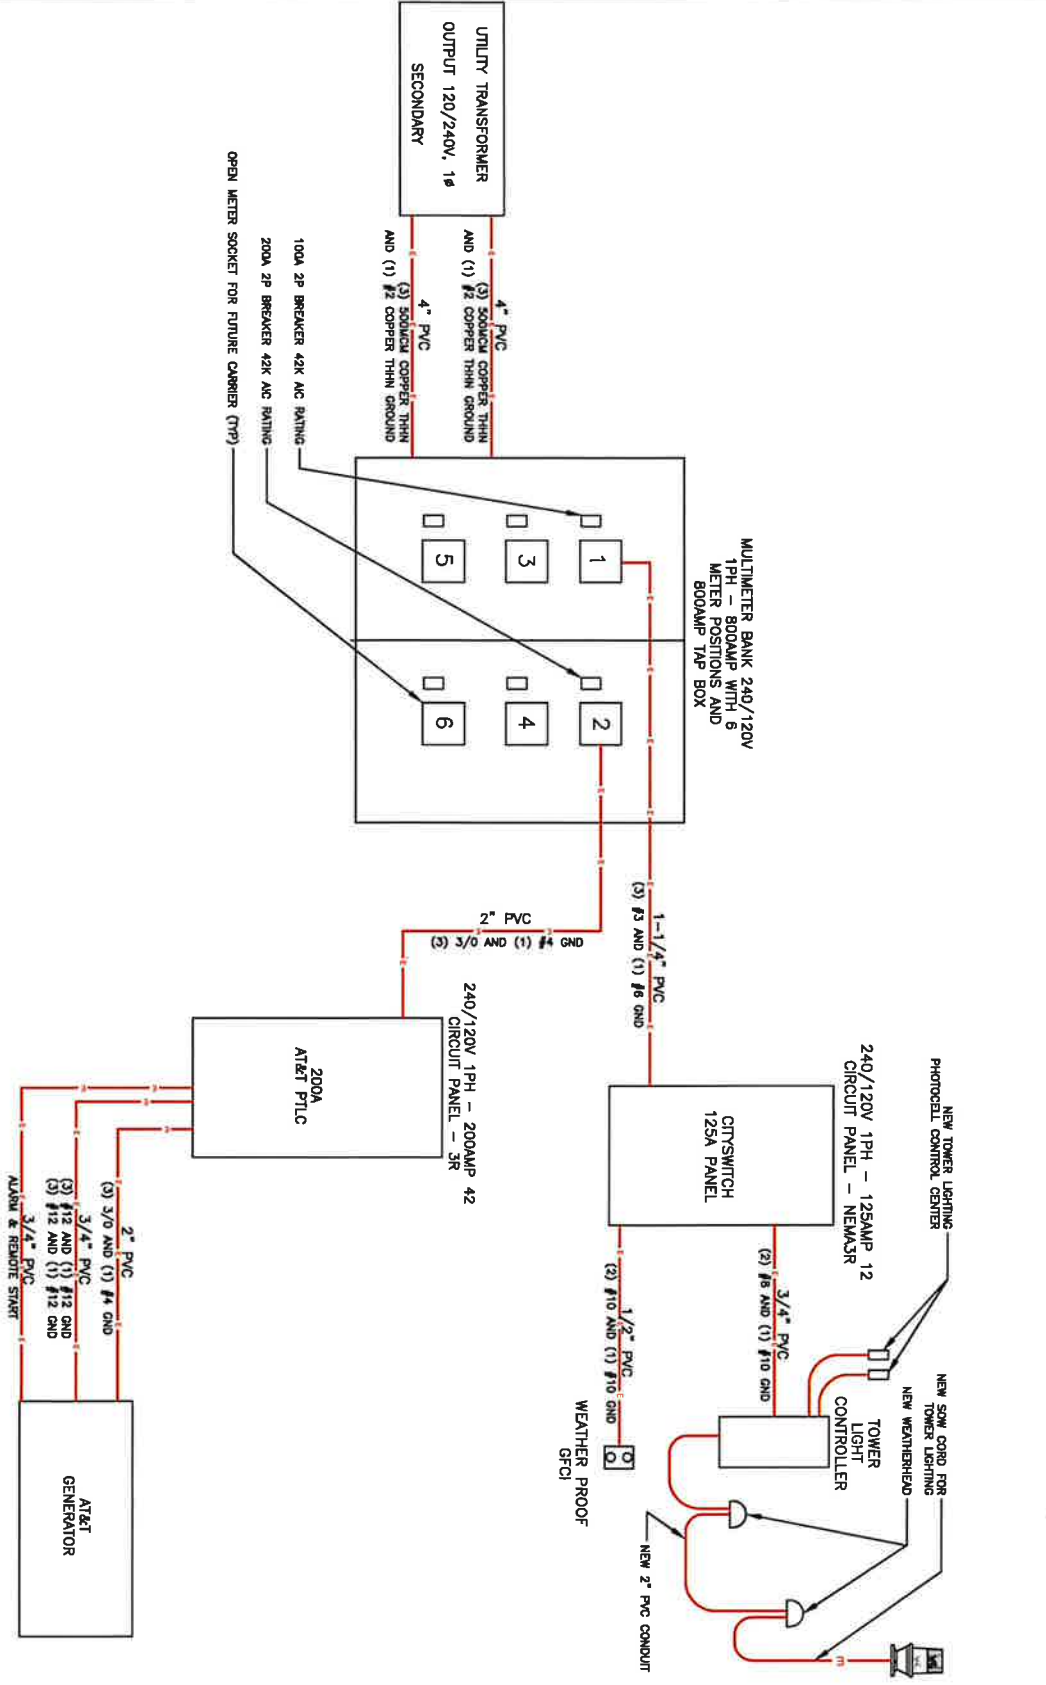 UTILITY TRANSFORMER
OUTPUT 120/240V, 1ø
SECONDARY
4" PVC
(3) 500MCM COPPER THHN
AND (1) #2 COPPER THHN GROUND
4" PVC
(3) 500MCM COPPER THHN
AND (1) #2 COPPER THHN GROUND
100A 2P BREAKER 42K AIC RATING
200A 2P BREAKER 42K AIC RATING
OPEN METER SOCKET FOR FUTURE CARRIER (TYP)
MULTIMETER BANK 240/120V
1PH - 800AMP WITH 6
METER POSITIONS AND
800AMP TAP BOX
1
2
3
4
5
6
1-1/4" PVC
(3) #3 AND (1) #6 GND
2" PVC
(3) 3/0 AND (1) #4 GND
240/120V 1PH - 125AMP 12
CIRCUIT PANEL - NEMA3R
CITYSWITCH
125A PANEL
240/120V 1PH - 200AMP 42
CIRCUIT PANEL - 3R
200A
AT&T PTLC
NEW TOWER LIGHTING
PHOTOCELL CONTROL CENTER
3/4" PVC
(2) #8 AND (1) #10 GND
1/2" PVC
(2) #10 AND (1) #10 GND
TOWER
LIGHT
CONTROLLER
NEW SOW CORD FOR
TOWER LIGHTING
NEW WEATHERHEAD
WEATHER PROOF
GFCI
NEW 2" PVC CONDUIT
E
2" PVC
(3) 3/0 AND (1) #4 GND
3/4" PVC
(3) #12 AND (1) #12 GND
(3) #12 AND (1) #12 GND
3/4" PVC
ALARM & REMOTE START
AT&T
GENERATOR